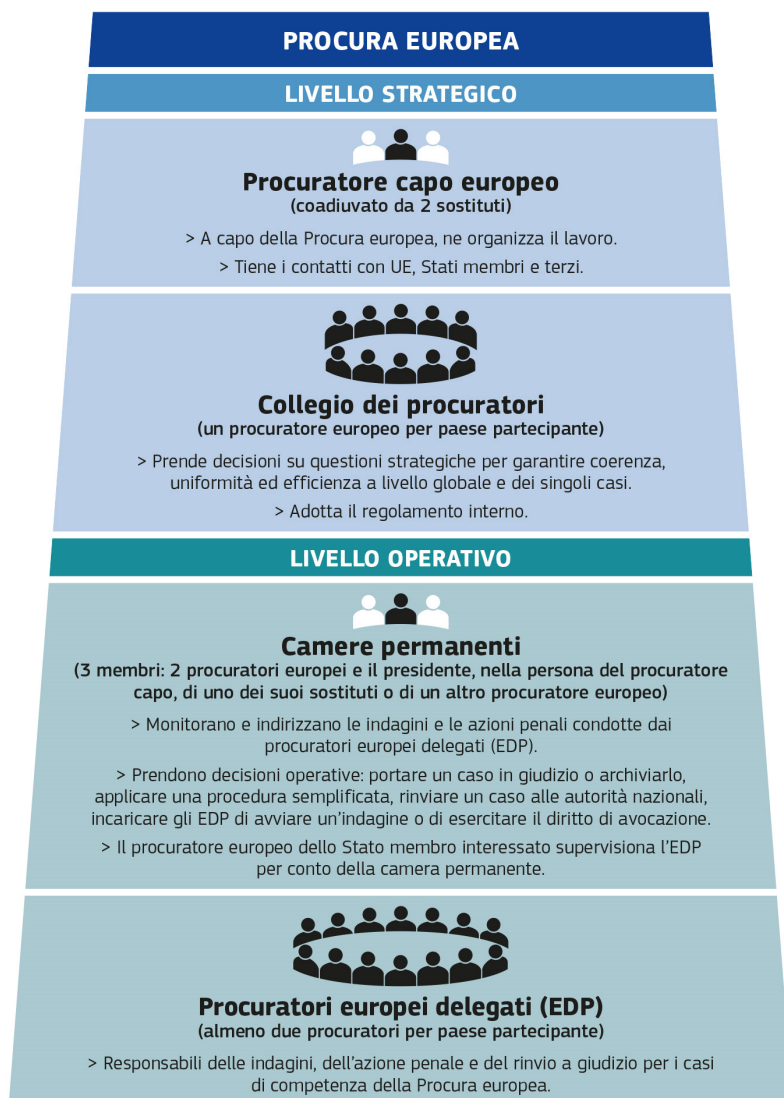 PROCURA EUROPEA
LIVELLO STRATEGICO
Procuratore capo europeo
(coadiuvato da 2 sostituti)
> A capo della Procura europea, ne organizza il lavoro.
> Tiene i contatti con UE, Stati membri e terzi.
Collegio dei procuratori
(un procuratore europeo per paese partecipante)
> Prende decisioni su questioni strategiche per garantire coerenza,
uniformità ed efficienza a livello globale e dei singoli casi.
> Adotta il regolamento interno.
LIVELLO OPERATIVO
Camere permanenti
(3 membri: 2 procuratori europei e il presidente, nella persona del procuratore
capo, di uno dei suoi sostituti o di un altro procuratore europeo)
> Monitorano e indirizzano le indagini e le azioni penali condotte dai
procuratori europei delegati (EDP).
> Prendono decisioni operative: portare un caso in giudizio o archiviarlo,
applicare una procedura semplificata, rinviare un caso alle autorità nazionali,
incaricare gli EDP di avviare un’indagine o di esercitare il diritto di avocazione.
> Il procuratore europeo dello Stato membro interessato supervisiona l’EDP
per conto della camera permanente.
Procuratori europei delegati (EDP)
(almeno due procuratori per paese partecipante)
> Responsabili delle indagini, dell’azione penale e del rinvio a giudizio per i casi
di competenza della Procura europea.